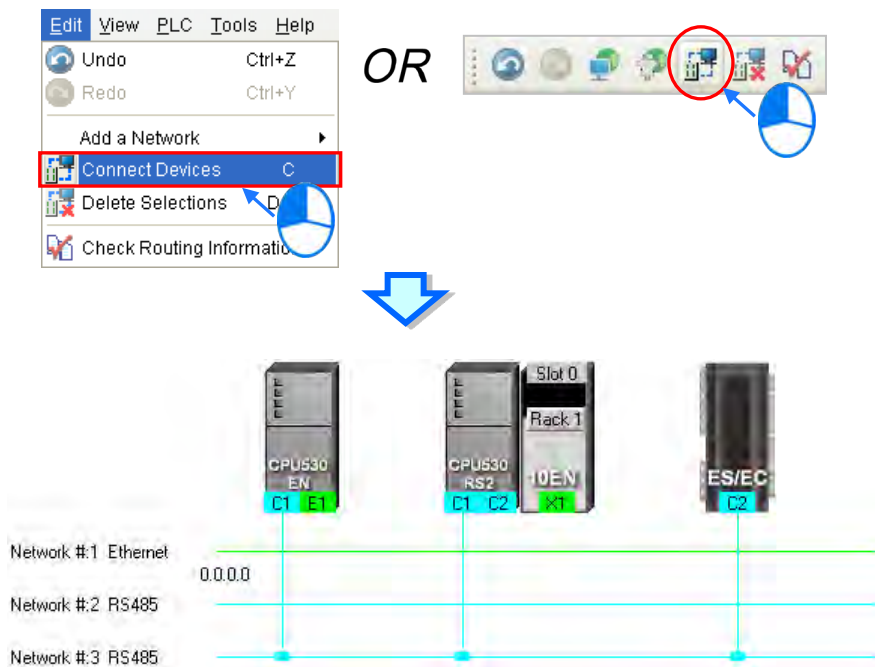 Edit View PLC Tools Help
Undo Ctrl+Z
Redo Ctrl+Y
Add a Network
Connect Devices C
Delete Selections D
Check Routing Informatio
OR
Slot 0
Rack 1
CPU530
EN
C1 E1
CPU530
RS2
C1 C2
10EN
X1
ES/EC
C2
Network #:1 Ethernet
0.0.0.0
Network #:2 RS485
Network #:3 RS485